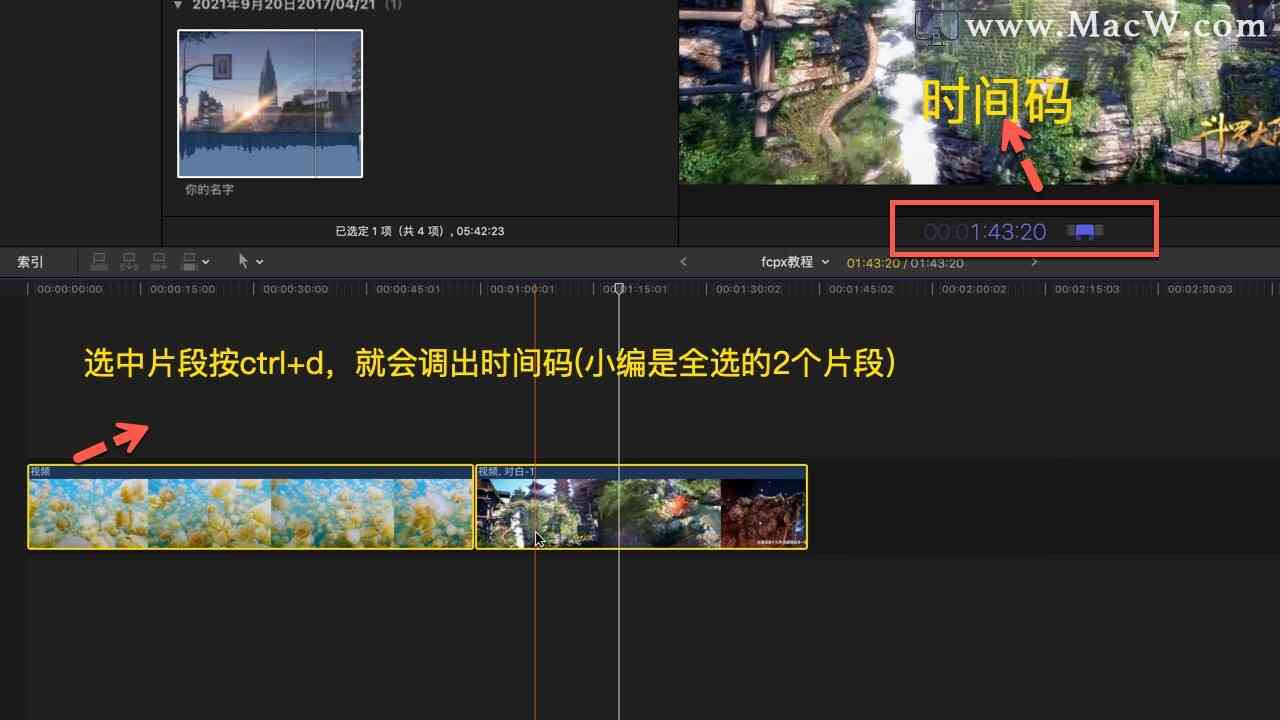 2021年9月20日2017/04/21 (1)
www.MacW.com
时间码
斗罗大
你的名字
已选定 1 项（共 4 项）, 05:42:23
00:01:43:20
索引
fcpx教程
01:43:20 / 01:43:20
00:00:00:00 00:00:15:00 00:00:30:00 00:00:45:01 00:01:00:01 00:01:15:01 00:01:30:02 00:01:45:02 00:02:00:02 00:02:15:03 00:02:30:03
选中片段按ctrl+d，就会调出时间码(小编是全选的2个片段)
视频
视频, 对白-1